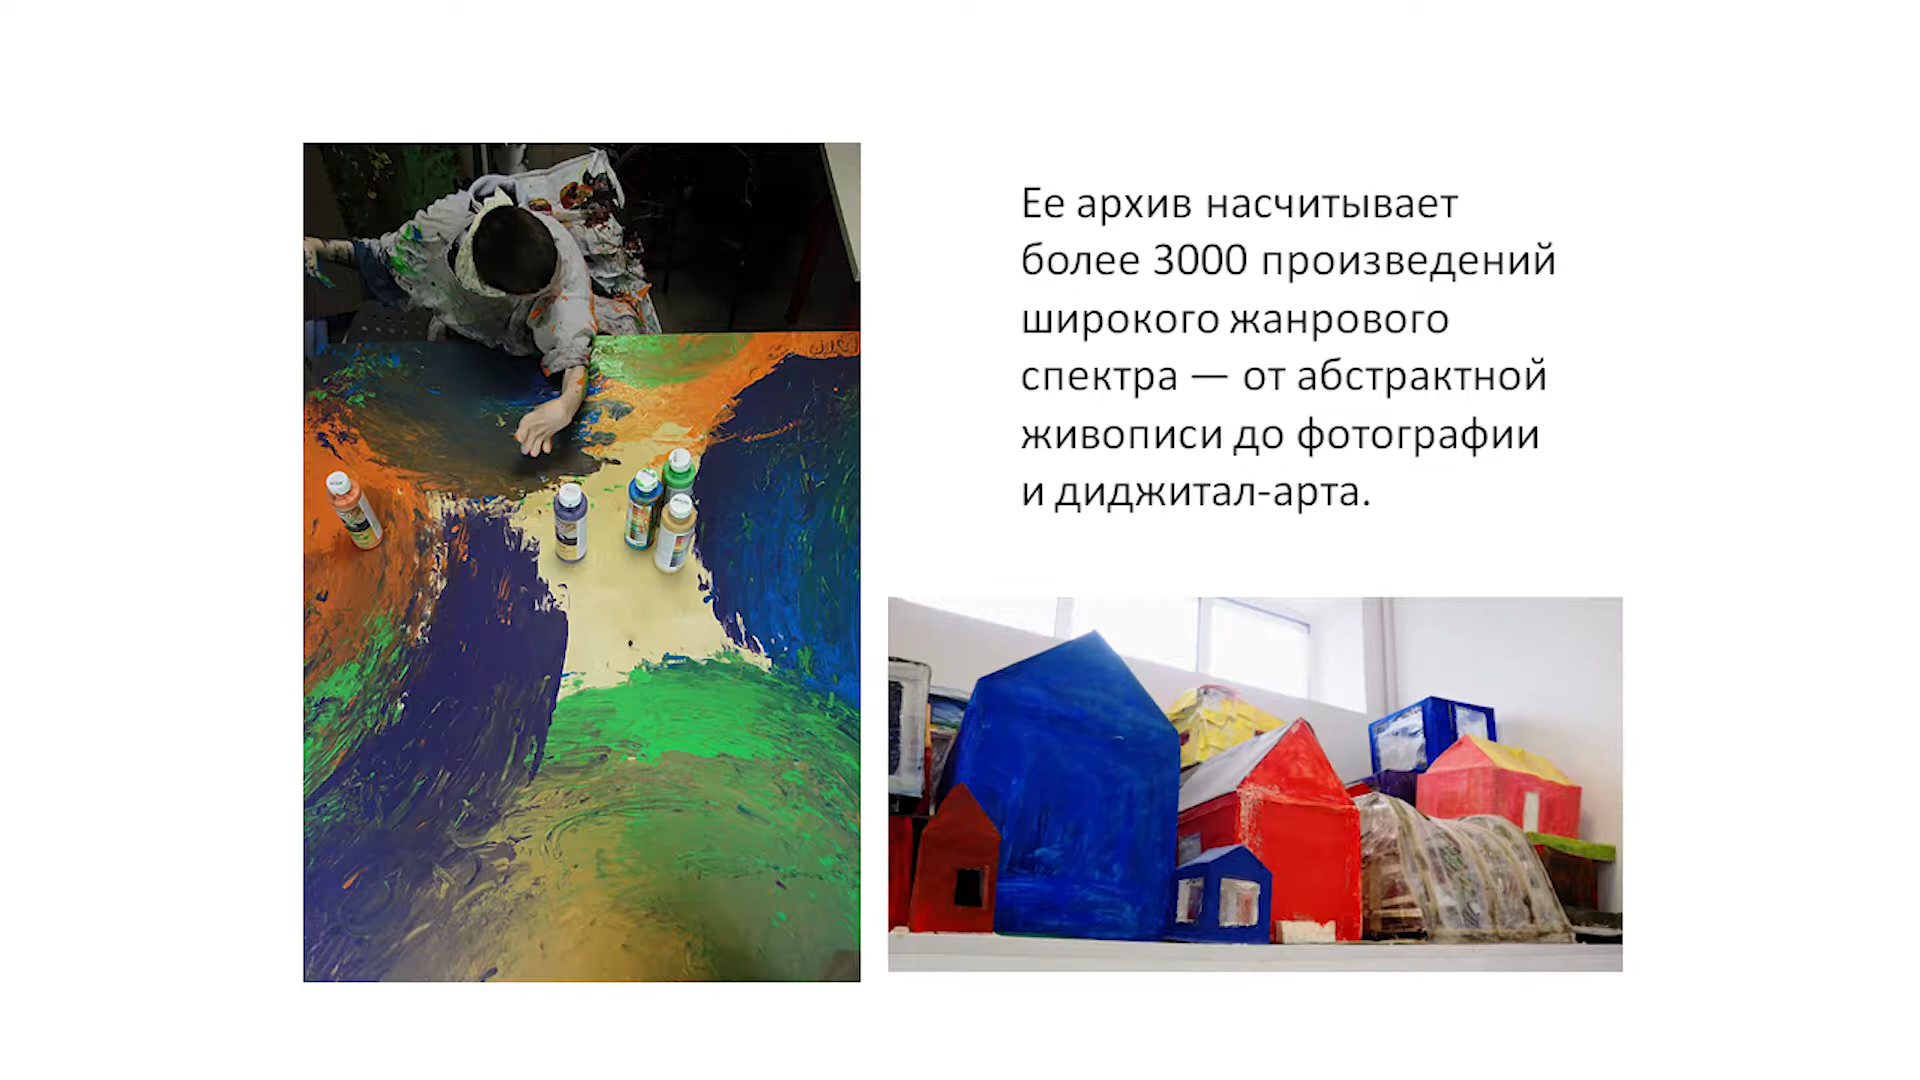 Ее архив насчитывает
более 3000 произведений
широкого жанрового
спектра — от абстрактной
живописи до фотографии
и диджитал-арта.